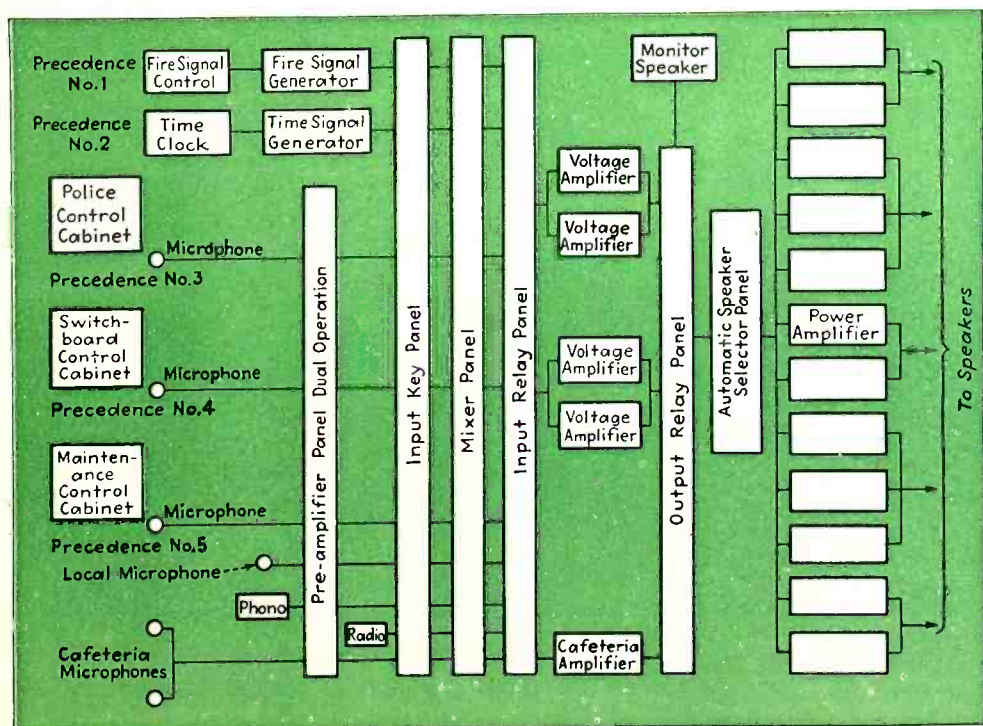 Precedence
No.1
Fire Signal
Control
Fire Signal
Generator
Precedence
No.2
Time
Clock
Time Signal
Generator
Police
Control
Cabinet
Microphone
Precedence No.3
Switch-
board
Control
Cabinet
Microphone
Precedence No.4
Mainten-
ance
Control
Cabinet
Microphone
Precedence No.5
Local Microphone
Phono
Radio
Cafeteria
Microphones
Pre-amplifier Panel Dual Operation
Input Key Panel
Mixer Panel
Input Relay Panel
Voltage
Amplifier
Voltage
Amplifier
Voltage
Amplifier
Voltage
Amplifier
Cafeteria
Amplifier
Monitor
Speaker
Output Relay Panel
Automatic Speaker
Selector Panel
Power
Amplifier
To Speakers